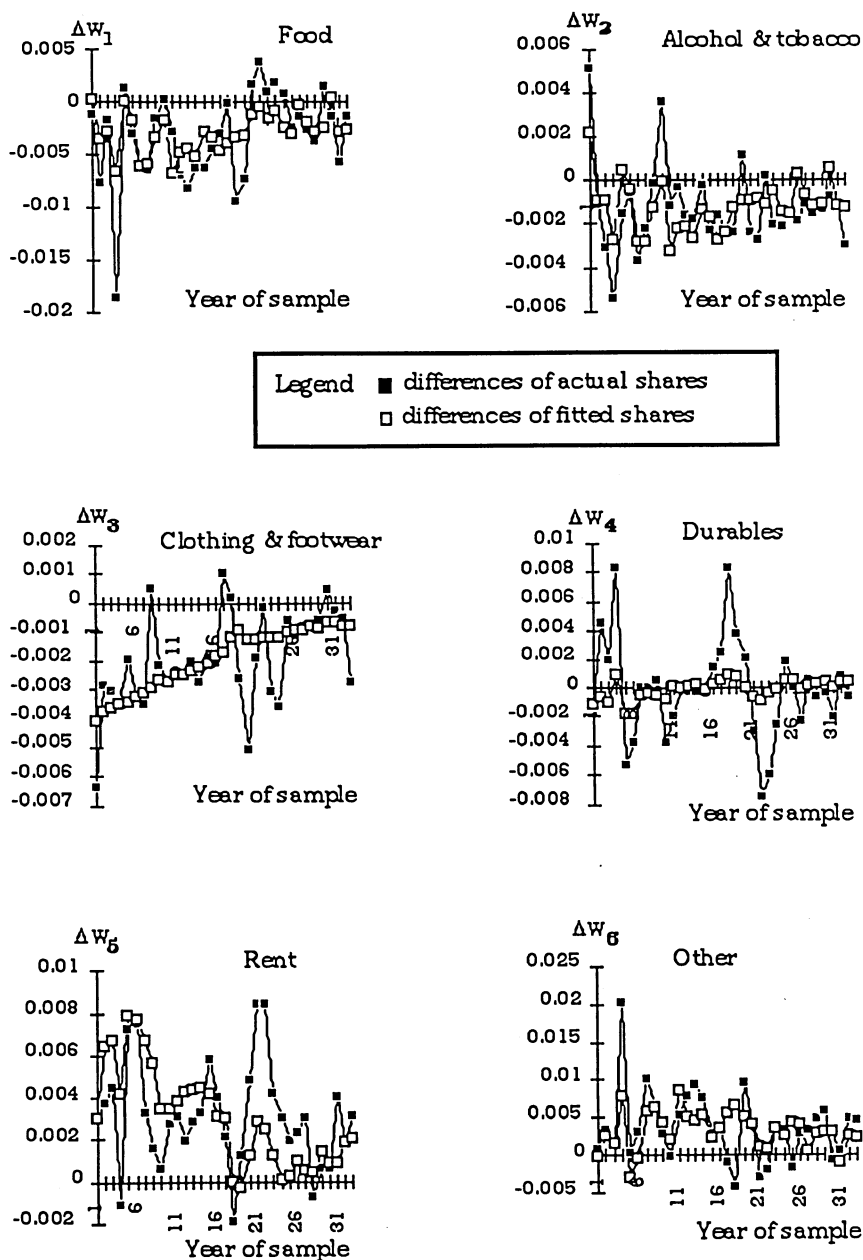 ΔW1 Food
0.005
0
-0.005
-0.01
-0.015
-0.02
Year of sample
ΔW2 Alcohol & tobacco
0.006
0.004
0.002
0
-0.002
-0.004
-0.006
Year of sample
Legend ■ differences of actual shares
□ differences of fitted shares
ΔW3
Clothing & footwear
0.002
0.001
0
-0.001
-0.002
-0.003
-0.004
-0.005
-0.006
-0.007
1 6 11 16 26 31
Year of sample
ΔW4 Durables
0.01
0.008
0.006
0.004
0.002
0
-0.002
-0.004
-0.006
-0.008
11 16 21 26 31
Year of sample
ΔW5
Rent
0.01
0.008
0.006
0.004
0.002
0
-0.002
1 6 11 16 21 26 31
Year of sample
ΔW6
Other
0.025
0.02
0.015
0.01
0.005
0
-0.005
1 6 11 16 21 26 31
Year of sample